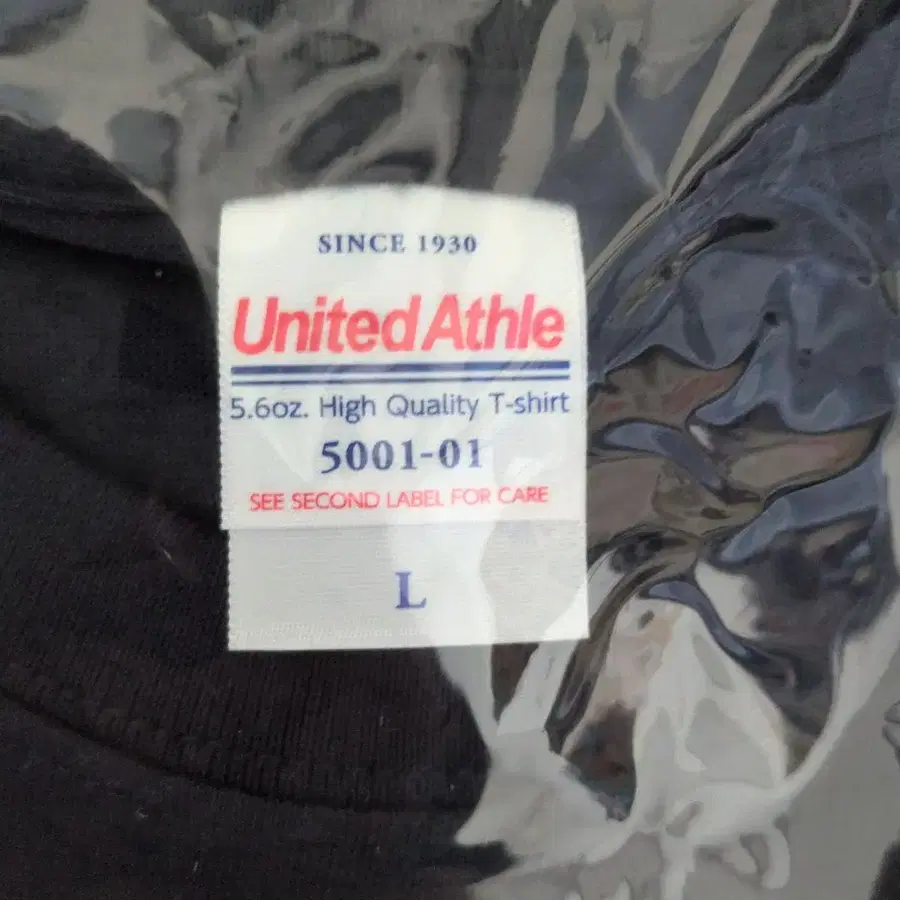 SINCE 1930
United Athle
5.6oz. High Quality T-shirt
5001-01
SEE SECOND LABEL FOR CARE
L